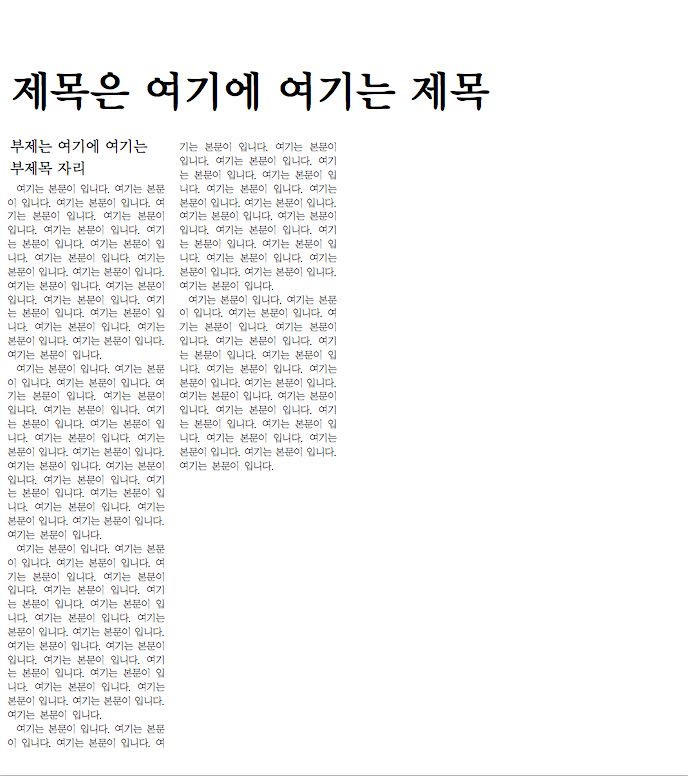 제목은 여기에 여기는 제목
부제는 여기에 여기는
부제목 자리
여기는 본문이 입니다. 여기는 본문
이 입니다. 여기는 본문이 입니다. 여
기는 본문이 입니다. 여기는 본문이
입니다. 여기는 본문이 입니다. 여기
는 본문이 입니다. 여기는 본문이 입
니다. 여기는 본문이 입니다. 여기는
본문이 입니다. 여기는 본문이 입니다.
여기는 본문이 입니다. 여기는 본문이
입니다. 여기는 본문이 입니다. 여기
는 본문이 입니다. 여기는 본문이 입
니다. 여기는 본문이 입니다. 여기는
본문이 입니다. 여기는 본문이 입니다.
여기는 본문이 입니다.
여기는 본문이 입니다. 여기는 본문
이 입니다. 여기는 본문이 입니다. 여
기는 본문이 입니다. 여기는 본문이
입니다. 여기는 본문이 입니다. 여기
는 본문이 입니다. 여기는 본문이 입
니다. 여기는 본문이 입니다. 여기는
본문이 입니다. 여기는 본문이 입니다.
여기는 본문이 입니다. 여기는 본문이
입니다. 여기는 본문이 입니다. 여기
는 본문이 입니다. 여기는 본문이 입
니다. 여기는 본문이 입니다. 여기는
본문이 입니다. 여기는 본문이 입니다.
여기는 본문이 입니다.
여기는 본문이 입니다. 여기는 본문
이 입니다. 여기는 본문이 입니다. 여
기는 본문이 입니다. 여기는 본문이
입니다. 여기는 본문이 입니다. 여기
는 본문이 입니다. 여기는 본문이 입
니다. 여기는 본문이 입니다. 여기는
본문이 입니다. 여기는 본문이 입니다.
여기는 본문이 입니다. 여기는 본문이
입니다. 여기는 본문이 입니다. 여기
는 본문이 입니다. 여기는 본문이 입
니다. 여기는 본문이 입니다. 여기는
본문이 입니다. 여기는 본문이 입니다.
여기는 본문이 입니다.
여기는 본문이 입니다. 여기는 본문
이 입니다. 여기는 본문이 입니다. 여
기는 본문이 입니다. 여기는 본문이
입니다. 여기는 본문이 입니다. 여기
는 본문이 입니다. 여기는 본문이 입
니다. 여기는 본문이 입니다. 여기는
본문이 입니다. 여기는 본문이 입니다.
여기는 본문이 입니다. 여기는 본문이
입니다. 여기는 본문이 입니다. 여기
는 본문이 입니다. 여기는 본문이 입
니다. 여기는 본문이 입니다. 여기는
본문이 입니다. 여기는 본문이 입니다.
여기는 본문이 입니다.
여기는 본문이 입니다. 여기는 본문
이 입니다. 여기는 본문이 입니다. 여
기는 본문이 입니다. 여기는 본문이
입니다. 여기는 본문이 입니다. 여기
는 본문이 입니다. 여기는 본문이 입
니다. 여기는 본문이 입니다. 여기는
본문이 입니다. 여기는 본문이 입니다.
여기는 본문이 입니다. 여기는 본문이
입니다. 여기는 본문이 입니다. 여기
는 본문이 입니다. 여기는 본문이 입
니다. 여기는 본문이 입니다. 여기는
본문이 입니다. 여기는 본문이 입니다.
여기는 본문이 입니다.